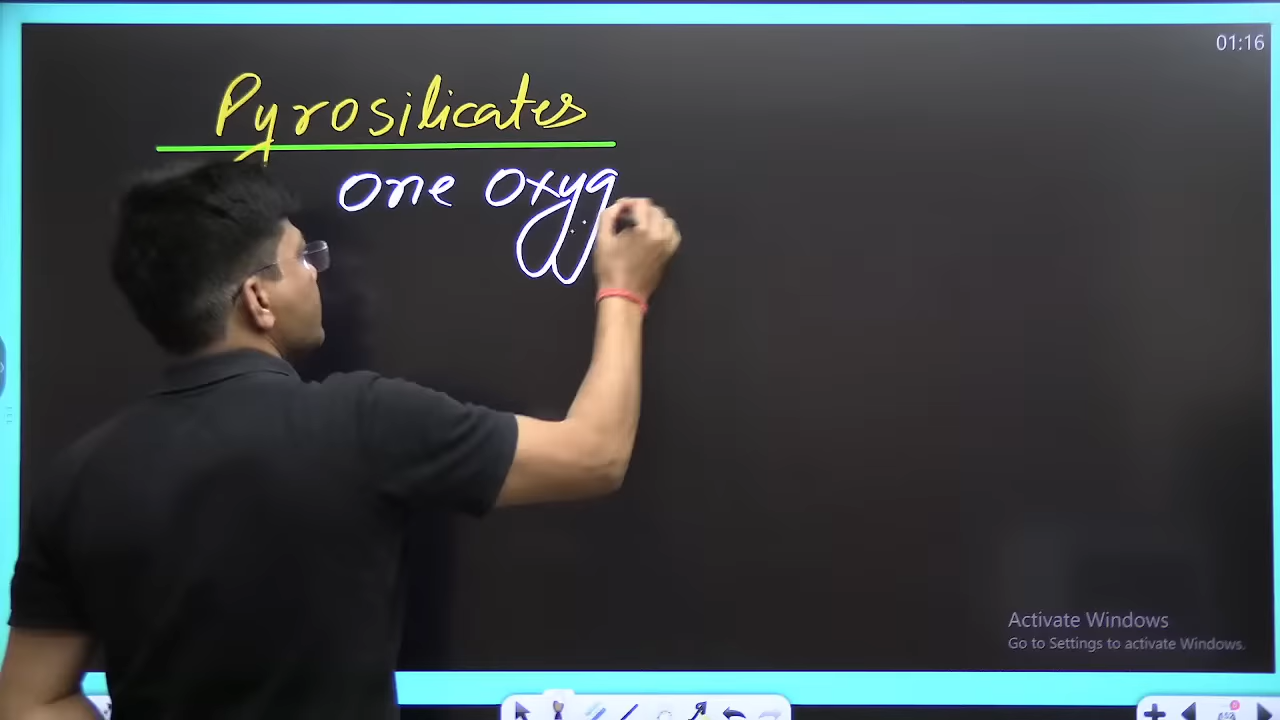 01:16
Pyrosilicates
one oxyg
Activate Windows
Go to Settings to activate Windows.